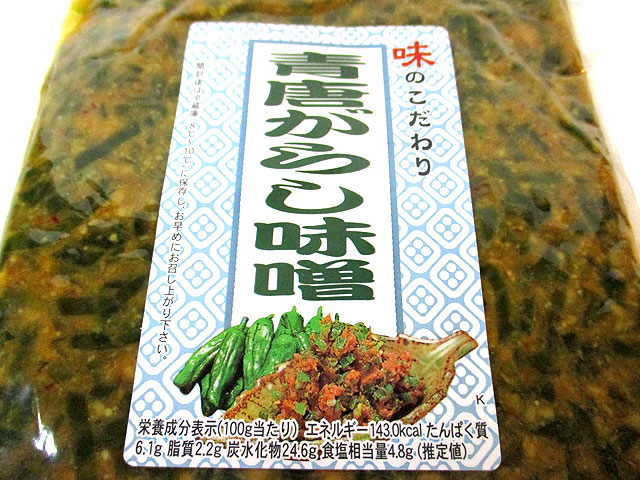 味のこだわり
青唐がらし味噌
開封後は冷蔵庫(8℃~10℃)に保存し、お早めにお召し上がり下さい。
K
栄養成分表示(100g当たり) エネルギー143.0kcal たんぱく質
6.1g 脂質2.2g 炭水化物24.6g 食塩相当量4.8g (推定値)